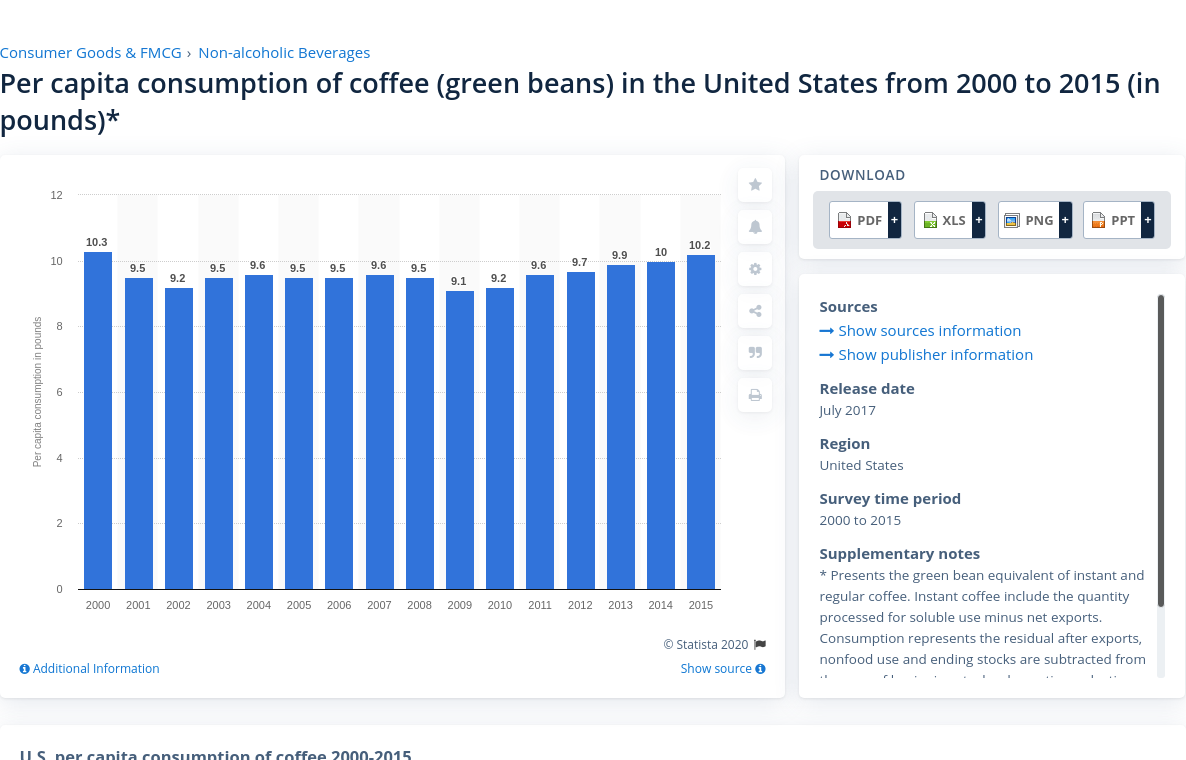 Consumer Goods & FMCG › Non-alcoholic Beverages
Per capita consumption of coffee (green beans) in the United States from 2000 to 2015 (in
pounds)*
12
10
8
6
4
2
0
Per capita consumption in pounds
10.3 9.5 9.2 9.5 9.6 9.5 9.5 9.6 9.5 9.1 9.2 9.6 9.7 9.9 10 10.2
2000 2001 2002 2003 2004 2005 2006 2007 2008 2009 2010 2011 2012 2013 2014 2015
© Statista 2020
Additional Information
Show source
DOWNLOAD
PDF + XLS + PNG + PPT +
Sources
Show sources information
Show publisher information
Release date
July 2017
Region
United States
Survey time period
2000 to 2015
Supplementary notes
* Presents the green bean equivalent of instant and
regular coffee. Instant coffee include the quantity
processed for soluble use minus net exports.
Consumption represents the residual after exports,
nonfood use and ending stocks are subtracted from
U.S. per capita consumption of coffee 2000-2015